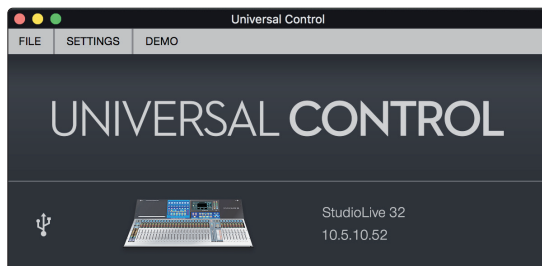 Universal Control
FILE SETTINGS DEMO
UNIVERSAL CONTROL
StudioLive 32
10.5.10.52